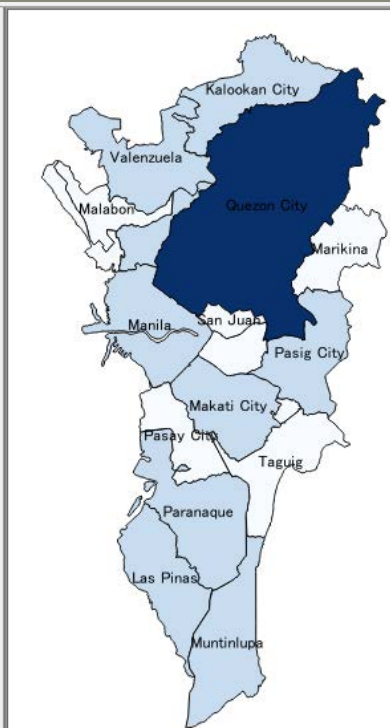 Kalookan City
Valenzuela
Malabon
Quezon City
Marikina
San Juan
Manila
Pasig City
Makati City
Pasay City
Taguig
Paranaque
Las Pinas
Muntinlupa